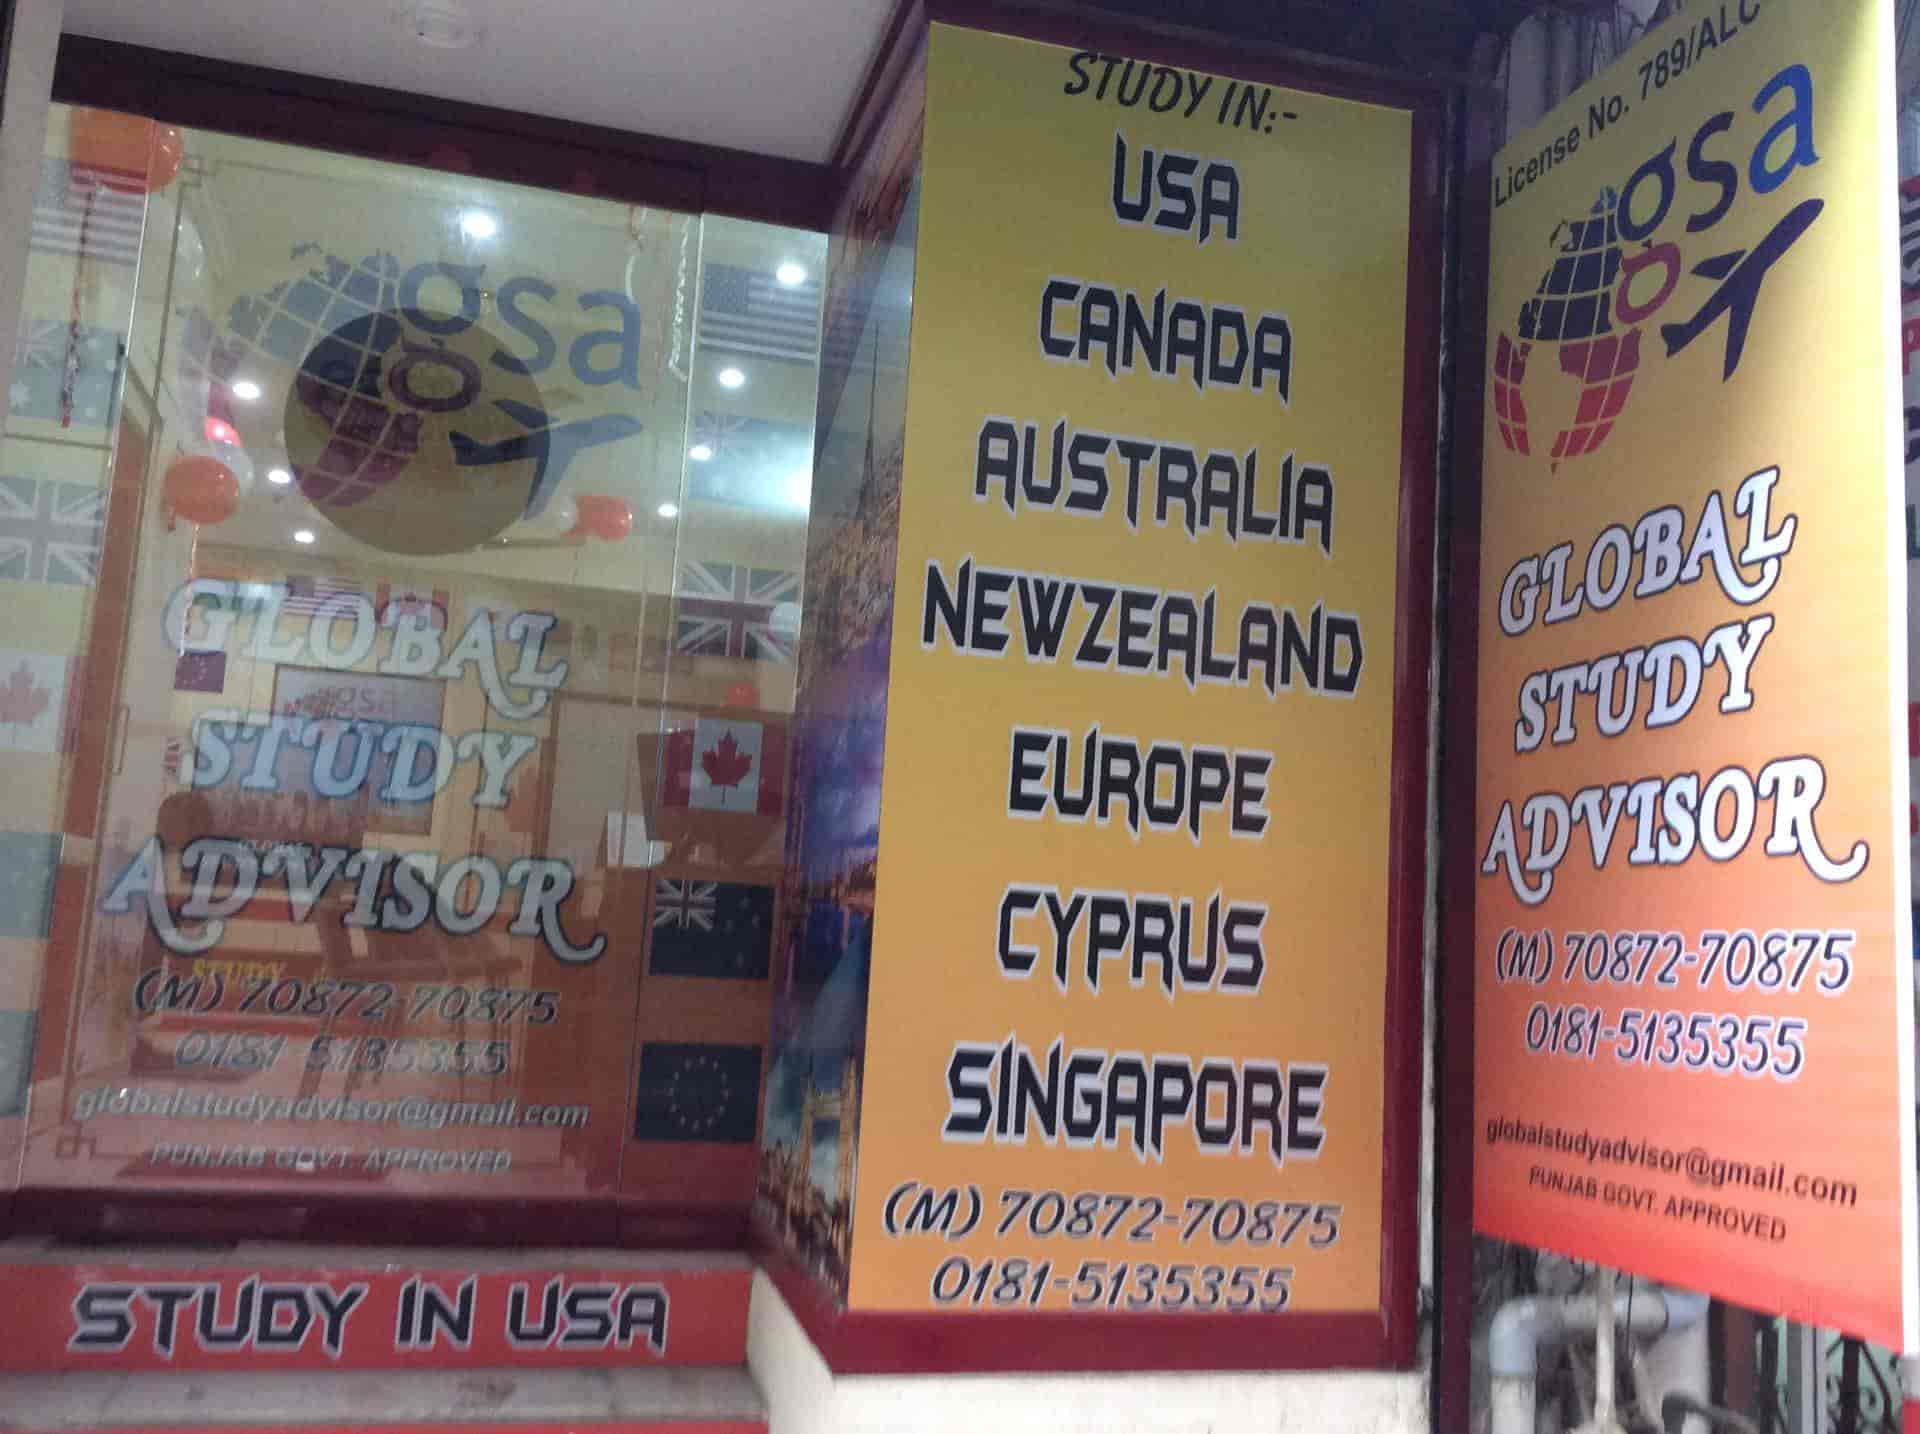 gsa
GLOBAL
STUDY
ADVISOR
(M) 70872-70875
0181-5135355
globalstudyadvisor@gmail.com
PUNJAB GOVT. APPROVED
gsa
STUDY
STUDY IN USA
STUDY IN:-
USA
CANADA
AUSTRALIA
NEWZEALAND
EUROPE
CYPRUS
SINGAPORE
(M) 70872-70875
0181-5135355
License No. 789/ALC
gsa
GLOBAL
STUDY
ADVISOR
(M) 70872-70875
0181-5135355
globalstudyadvisor@gmail.com
PUNJAB GOVT. APPROVED